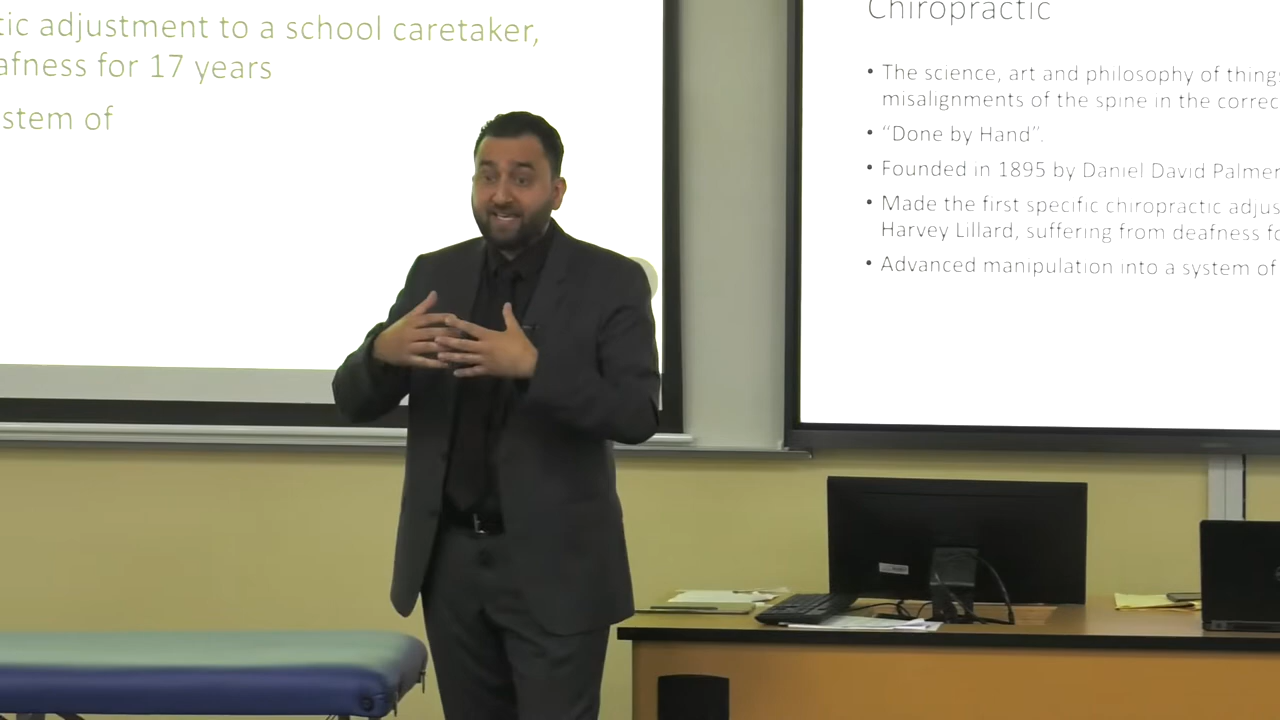 tic adjustment to a school caretaker,
afness for 17 years
stem of
Chiropractic
• The science, art and philosophy of things
misalignments of the spine in the correc
• “Done by Hand”.
• Founded in 1895 by Daniel David Palmer
• Made the first specific chiropractic adjus
Harvey Lillard, suffering from deafness fo
• Advanced manipulation into a system of